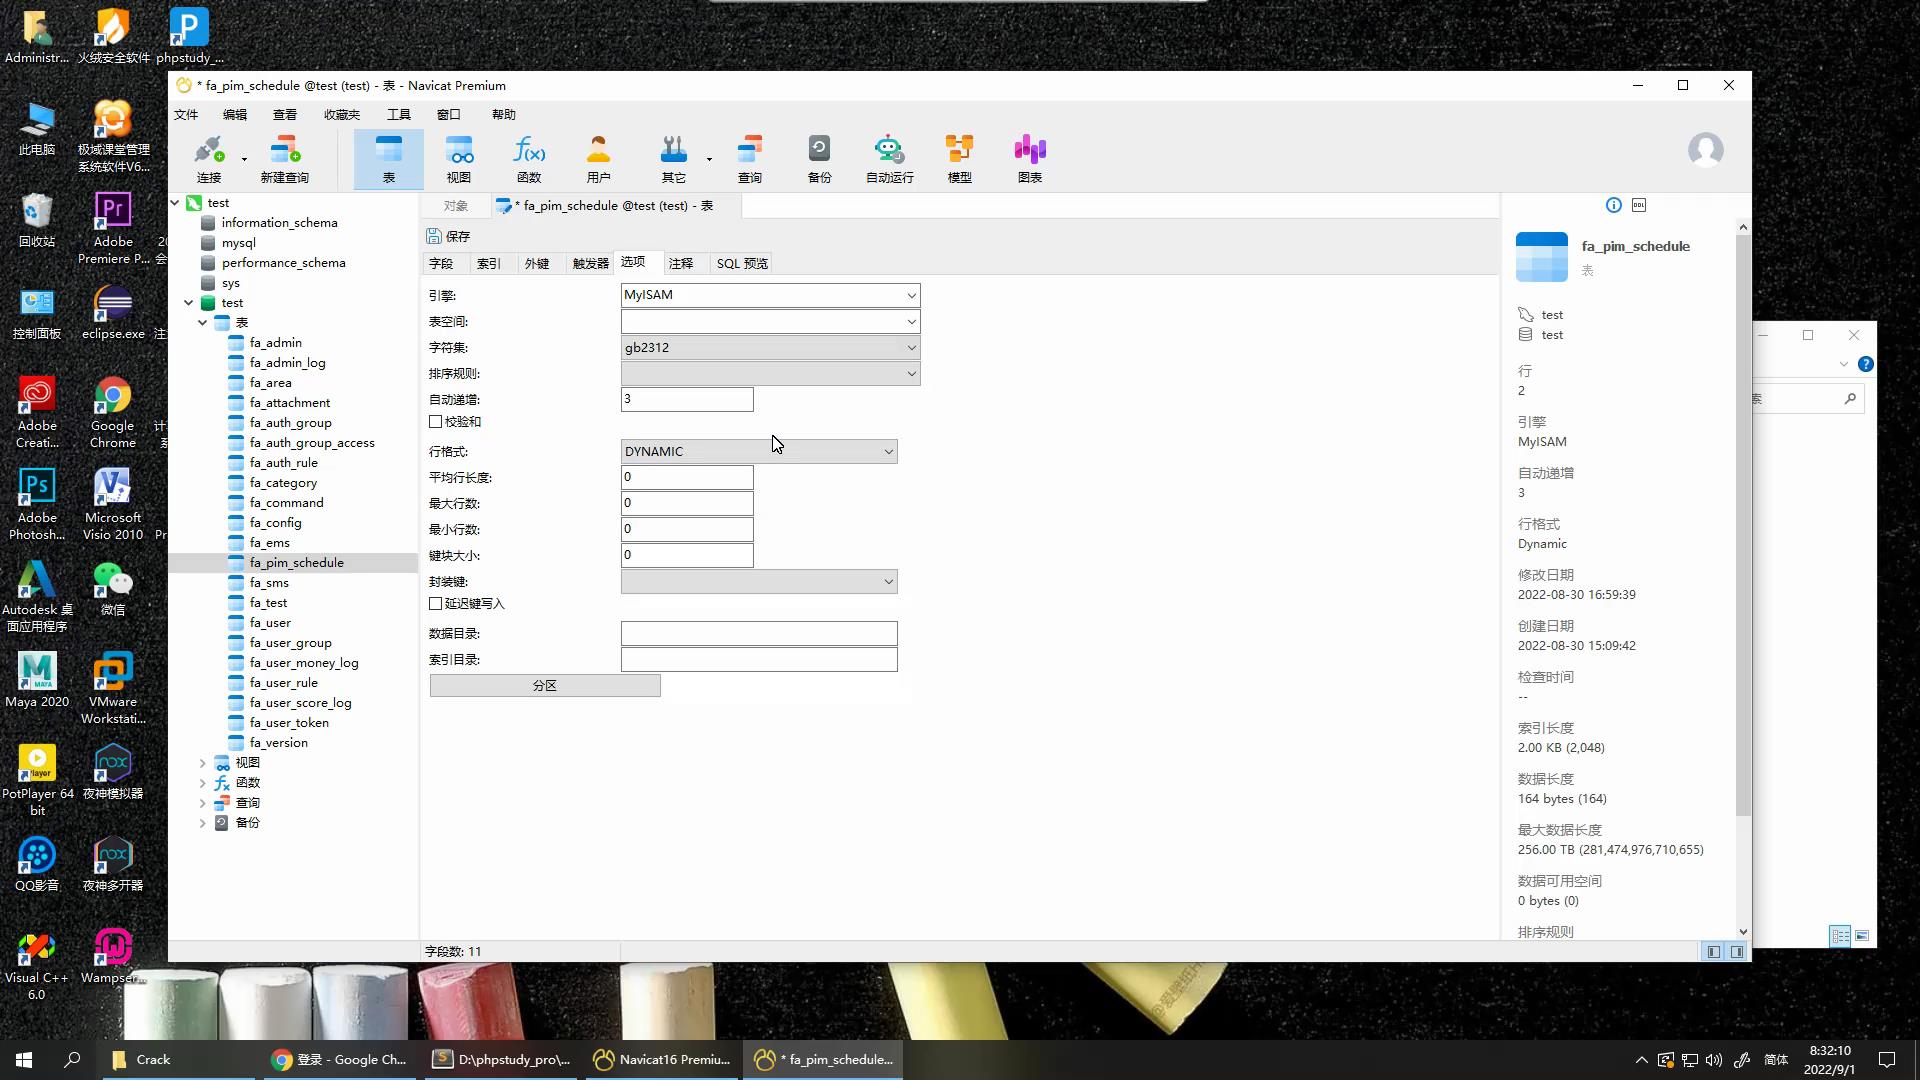 Administr...
火绒安全软件
phpstudy_...
此电脑
极域课堂管理
系统软件V6...
回收站
Adobe
Premiere P...
控制面板
eclipse.exe
Adobe
Creati...
Google
Chrome
Adobe
Photosh...
Microsoft
Visio 2010
Autodesk 桌
面应用程序
微信
Maya 2020
VMware
Workstati...
PotPlayer 64
bit
夜神模拟器
QQ影音
夜神多开器
Visual C++
6.0
Wampser...
* fa_pim_schedule @test (test) - 表 - Navicat Premium
文件 编辑 查看 收藏夹 工具 窗口 帮助
连接 新建查询 表 视图 函数 用户 其它 查询 备份 自动运行 模型 图表
test
information_schema
mysql
performance_schema
sys
test
表
fa_admin
fa_admin_log
fa_area
fa_attachment
fa_auth_group
fa_auth_group_access
fa_auth_rule
fa_category
fa_command
fa_config
fa_ems
fa_pim_schedule
fa_sms
fa_test
fa_user
fa_user_group
fa_user_money_log
fa_user_rule
fa_user_score_log
fa_user_token
fa_version
视图
函数
查询
备份
对象 * fa_pim_schedule @test (test) - 表
保存
字段 索引 外键 触发器 选项 注释 SQL 预览
引擎: MyISAM
表空间:
字符集: gb2312
排序规则:
自动递增: 3
校验和
行格式: DYNAMIC
平均行长度: 0
最大行数: 0
最小行数: 0
键块大小: 0
封装键:
延迟键写入
数据目录:
索引目录:
分区
字段数: 11
fa_pim_schedule
表
test
test
行
2
引擎
MyISAM
自动递增
3
行格式
Dynamic
修改日期
2022-08-30 16:59:39
创建日期
2022-08-30 15:09:42
检查时间
--
索引长度
2.00 KB (2,048)
数据长度
164 bytes (164)
最大数据长度
256.00 TB (281,474,976,710,655)
数据可用空间
0 bytes (0)
排序规则
Crack
登录 - Google Ch...
D:\phpstudy_pro\...
Navicat16 Premiu...
* fa_pim_schedule...
简体
8:32:10
2022/9/1